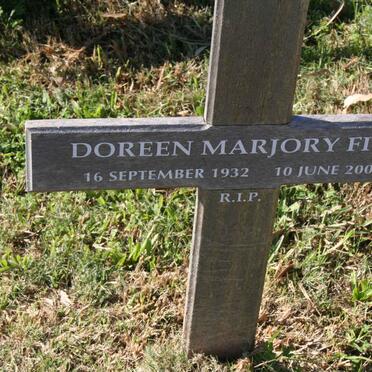 DOREEN MARJORY FI
16 SEPTEMBER 1932 10 JUNE 200
R.I.P.